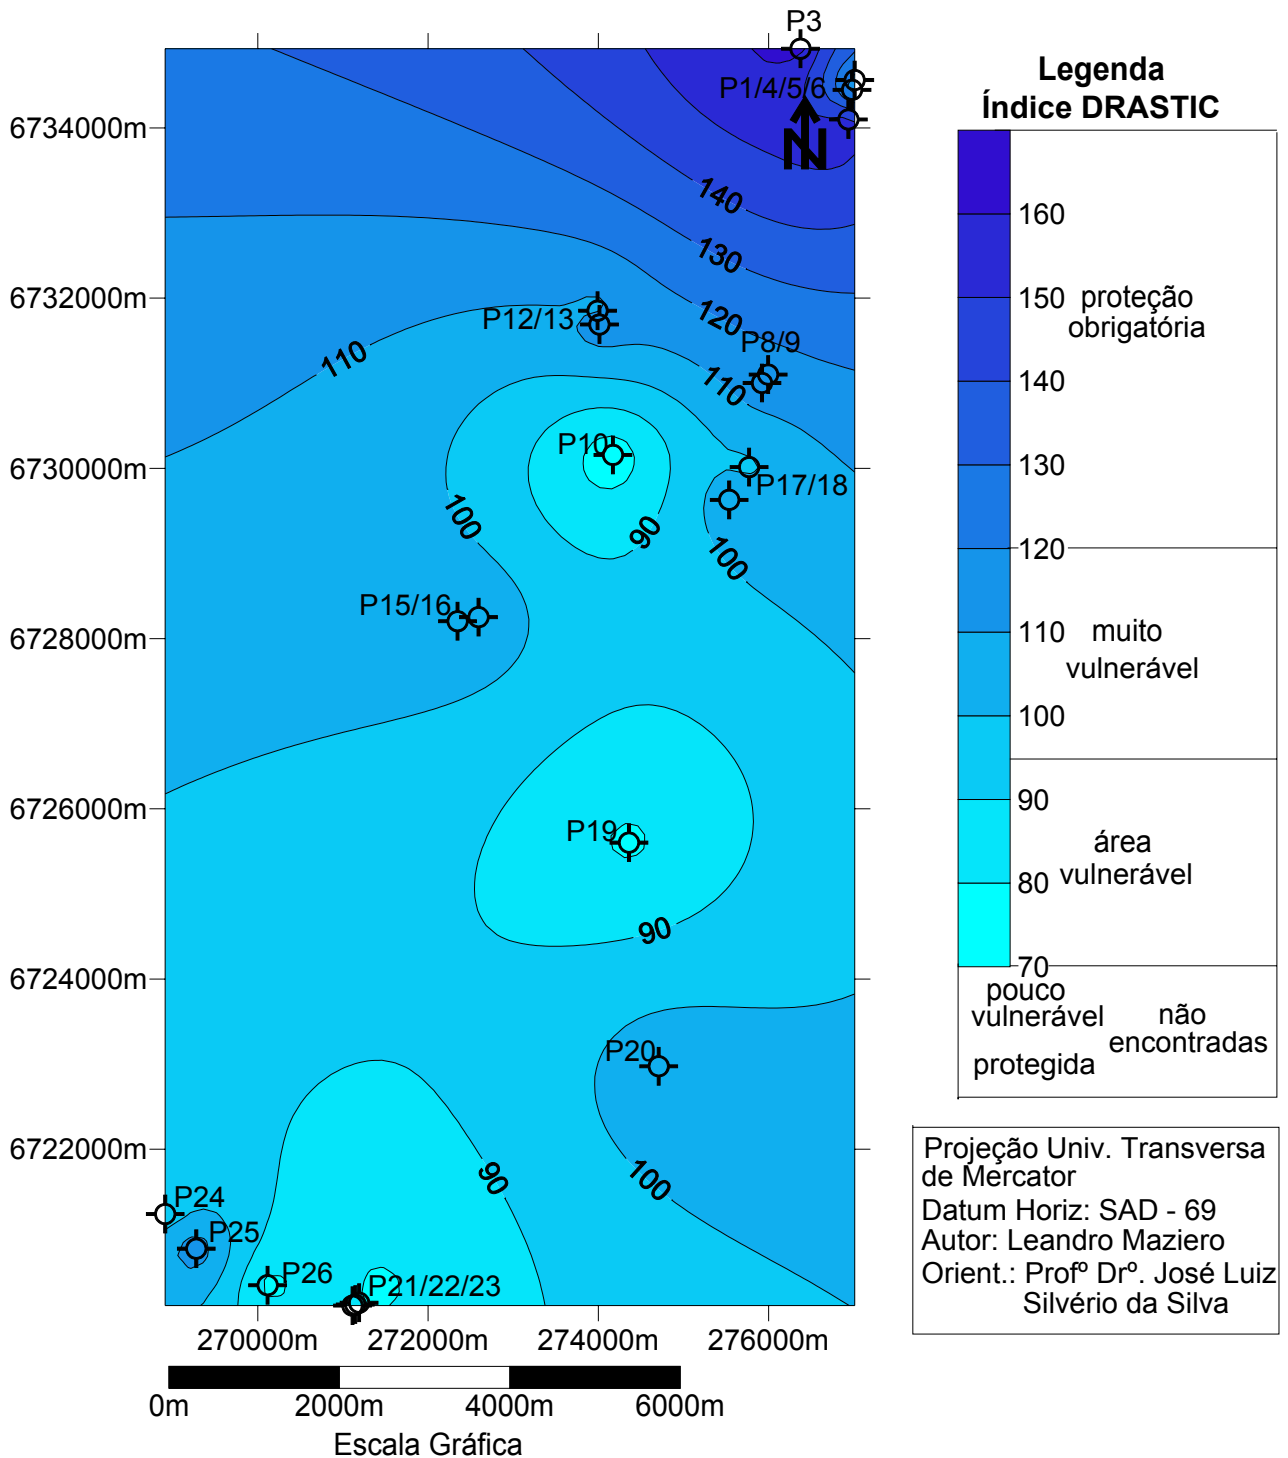 P3
P1/4/5/6
6734000m
N
140
130
6732000m
P12/13
120
P8/9
110
110
P10
6730000m
P17/18
100
90
100
P15/16
6728000m
6726000m
P19
90
6724000m
P20
6722000m
90
100
P24
P25
P26
P21/22/23
270000m
272000m
274000m
276000m
0m
2000m
4000m
6000m
Escala Gráfica
Legenda
Índice DRASTIC
160
150
proteção
obrigatória
140
130
120
110
muito
vulnerável
100
90
área
vulnerável
80
70
pouco
vulnerável
protegida
não
encontradas
Projeção Univ. Transversa
de Mercator
Datum Horiz: SAD - 69
Autor: Leandro Maziero
Orient.: Profº Drº. José Luiz
Silvério da Silva